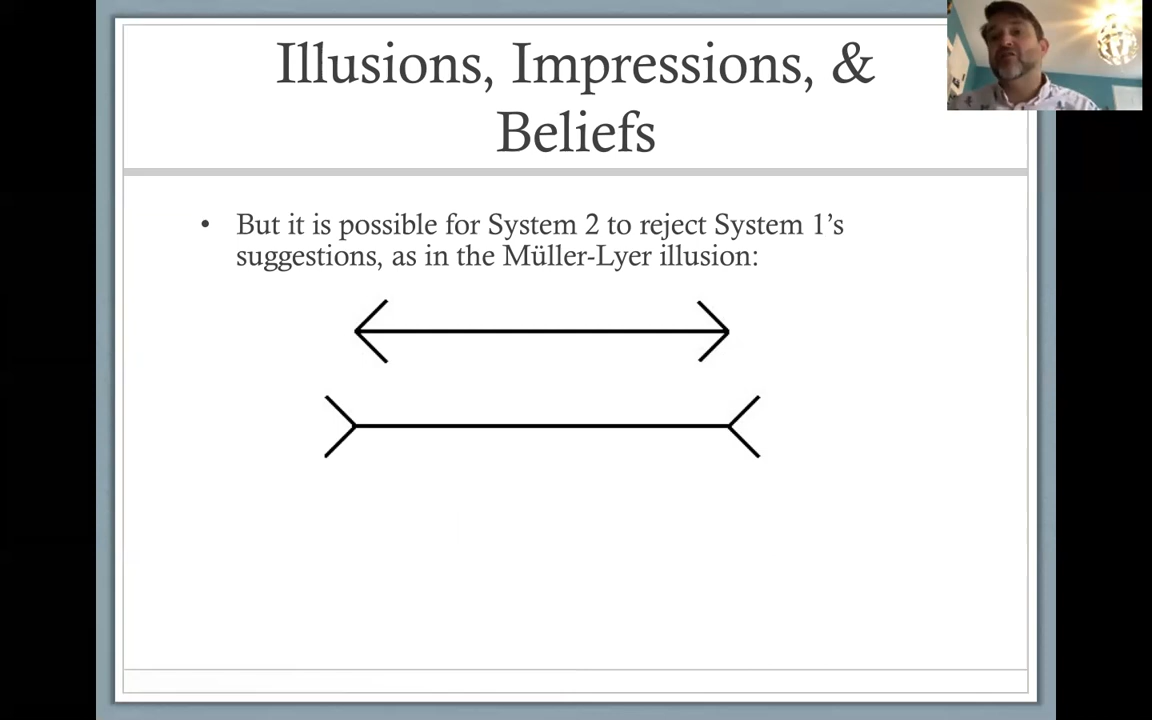 Illusions, Impressions, &
Beliefs
• But it is possible for System 2 to reject System 1’s
suggestions, as in the Müller-Lyer illusion: